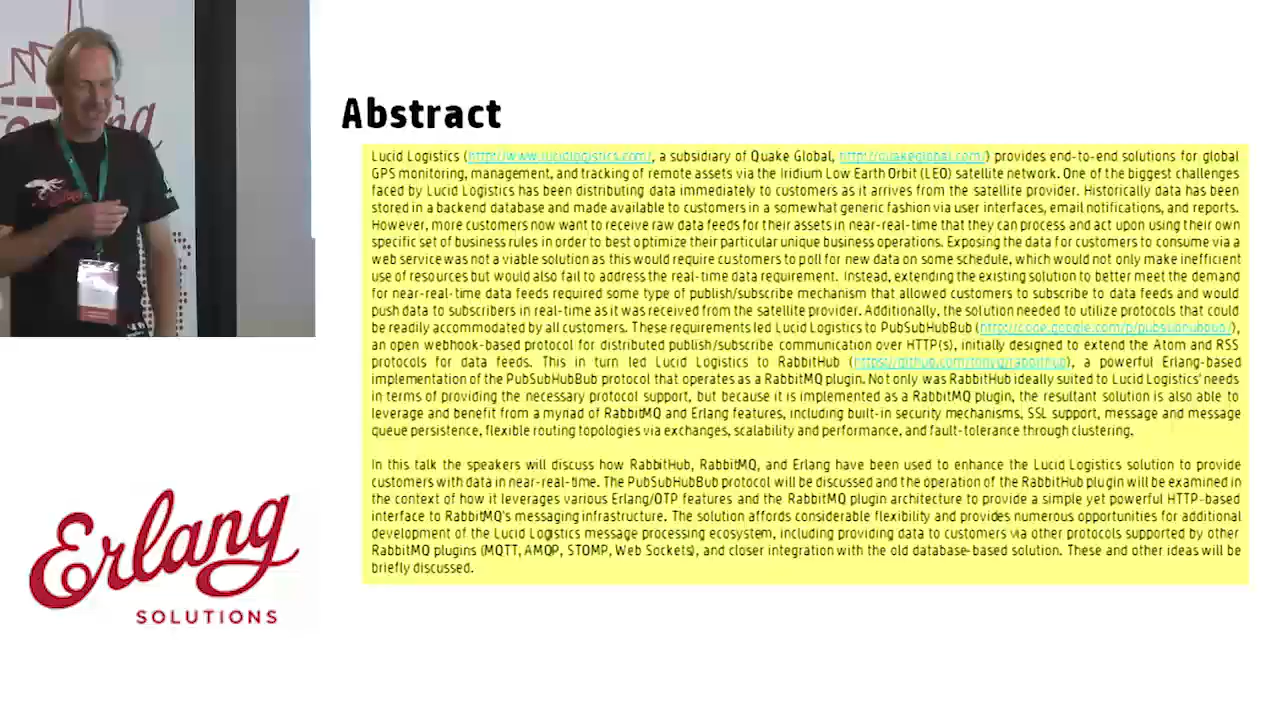 Abstract
Lucid Logistics (http://www.lucidlogistics.com/, a subsidiary of Quake Global, http://quakeglobal.com/) provides end-to-end solutions for global
GPS monitoring, management, and tracking of remote assets via the Iridium Low Earth Orbit (LEO) satellite network. One of the biggest challenges
faced by Lucid Logistics has been distributing data immediately to customers as it arrives from the satellite provider. Historically data has been
stored in a backend database and made available to customers in a somewhat generic fashion via user interfaces, email notifications, and reports.
However, more customers now want to receive raw data feeds for their assets in near-real-time that they can process and act upon using their own
specific set of business rules in order to best optimize their particular unique business operations. Exposing the data for customers to consume via a
web service was not a viable solution as this would require customers to poll for new data on some schedule, which would not only make inefficient
use of resources but would also fail to address the real-time data requirement. Instead, extending the existing solution to better meet the demand
for near-real-time data feeds required some type of publish/subscribe mechanism that allowed customers to subscribe to data feeds and would
push data to subscribers in real-time as it was received from the satellite provider. Additionally, the solution needed to utilize protocols that could
be readily accommodated by all customers. These requirements led Lucid Logistics to PubSubHubBub (http://code.google.com/p/pubsubhubbub/),
an open webhook-based protocol for distributed publish/subscribe communication over HTTP(s), initially designed to extend the Atom and RSS
protocols for data feeds. This in turn led Lucid Logistics to RabbitHub (https://github.com/tonyg/rabbithub), a powerful Erlang-based
implementation of the PubSubHubBub protocol that operates as a RabbitMQ plugin. Not only was RabbitHub ideally suited to Lucid Logistics' needs
in terms of providing the necessary protocol support, but because it is implemented as a RabbitMQ plugin, the resultant solution is also able to
leverage and benefit from a myriad of RabbitMQ and Erlang features, including built-in security mechanisms, SSL support, message and message
queue persistence, flexible routing topologies via exchanges, scalability and performance, and fault-tolerance through clustering.
In this talk the speakers will discuss how RabbitHub, RabbitMQ, and Erlang have been used to enhance the Lucid Logistics solution to provide
customers with data in near-real-time. The PubSubHubBub protocol will be discussed and the operation of the RabbitHub plugin will be examined in
the context of how it leverages various Erlang/OTP features and the RabbitMQ plugin architecture to provide a simple yet powerful HTTP-based
interface to RabbitMQ's messaging infrastructure. The solution affords considerable flexibility and provides numerous opportunities for additional
development of the Lucid Logistics message processing ecosystem, including providing data to customers via other protocols supported by other
RabbitMQ plugins (MQTT, AMQP, STOMP, Web Sockets), and closer integration with the old database-based solution. These and other ideas will be
briefly discussed.
Erlang
SOLUTIONS